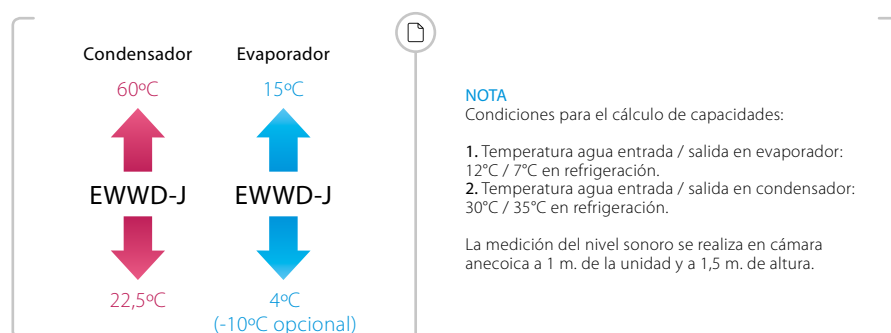 Condensador
Evaporador
60ºC
15ºC
EWWD-J
EWWD-J
22,5ºC
4ºC
(-10ºC opcional)
NOTA
Condiciones para el cálculo de capacidades:
1. Temperatura agua entrada / salida en evaporador:
12°C / 7°C en refrigeración.
2. Temperatura agua entrada / salida en condensador:
30°C / 35°C en refrigeración.
La medición del nivel sonoro se realiza en cámara
anecoica a 1 m. de la unidad y a 1,5 m. de altura.